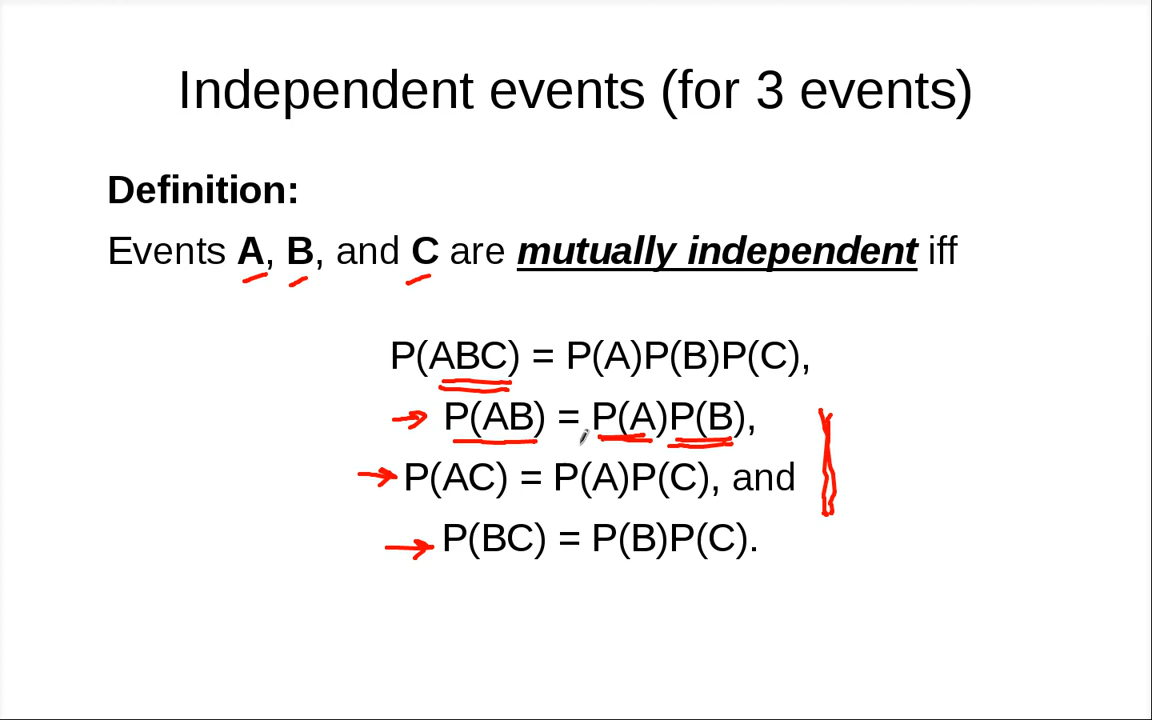 Independent events (for 3 events)
Definition:
Events A, B, and C are mutually independent iff
P(ABC) = P(A)P(B)P(C),
P(AB) = P(A)P(B),
P(AC) = P(A)P(C), and
P(BC) = P(B)P(C).